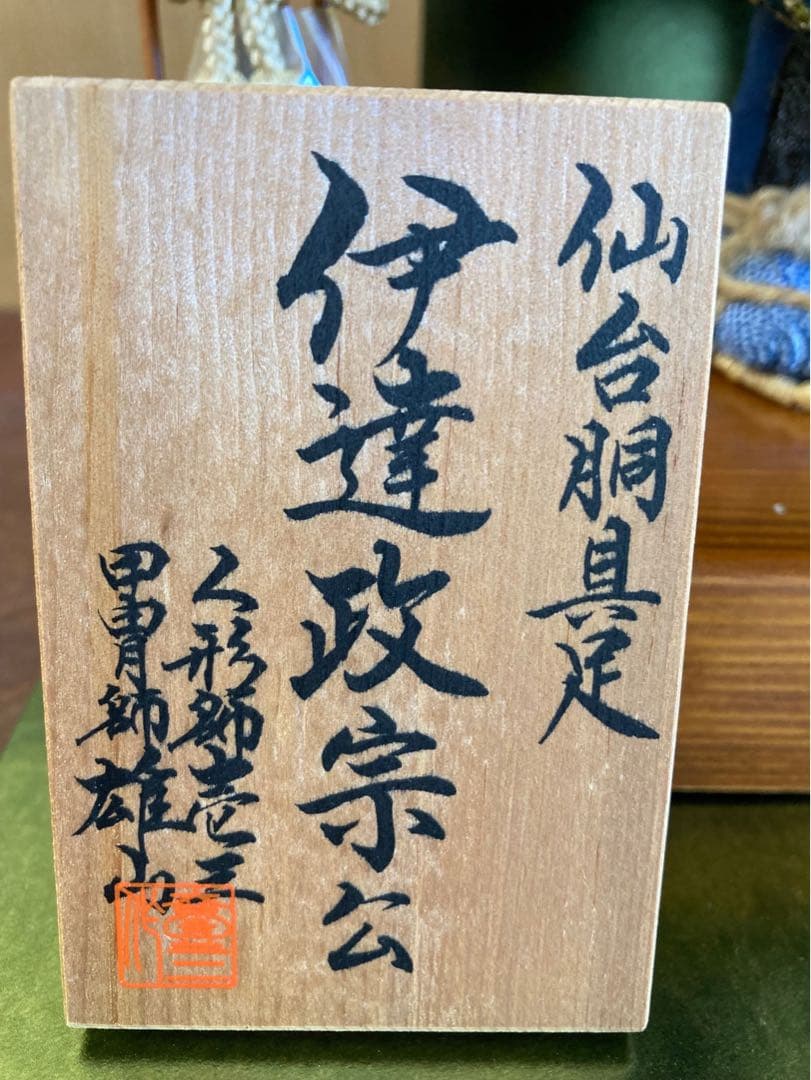 仙台胴具足
伊達政宗公
人形師壱三
甲冑師雄山